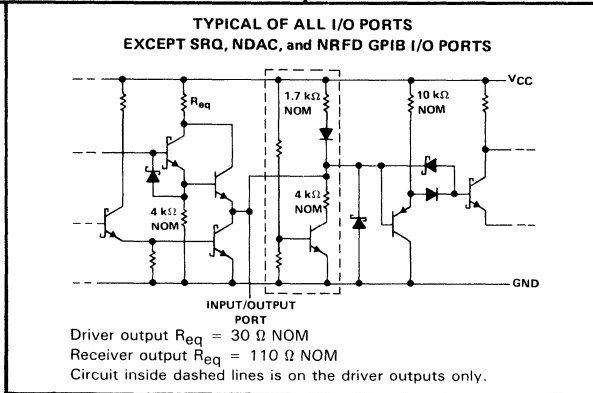 TYPICAL OF ALL I/O PORTS
EXCEPT SRQ, NDAC, and NRFD GPIB I/O PORTS
VCC
Req
1.7 kΩ
NOM
10 kΩ
NOM
4 kΩ
NOM
4 kΩ
NOM
GND
INPUT/OUTPUT
PORT
Driver output Req = 30 Ω NOM
Receiver output Req = 110 Ω NOM
Circuit inside dashed lines is on the driver outputs only.